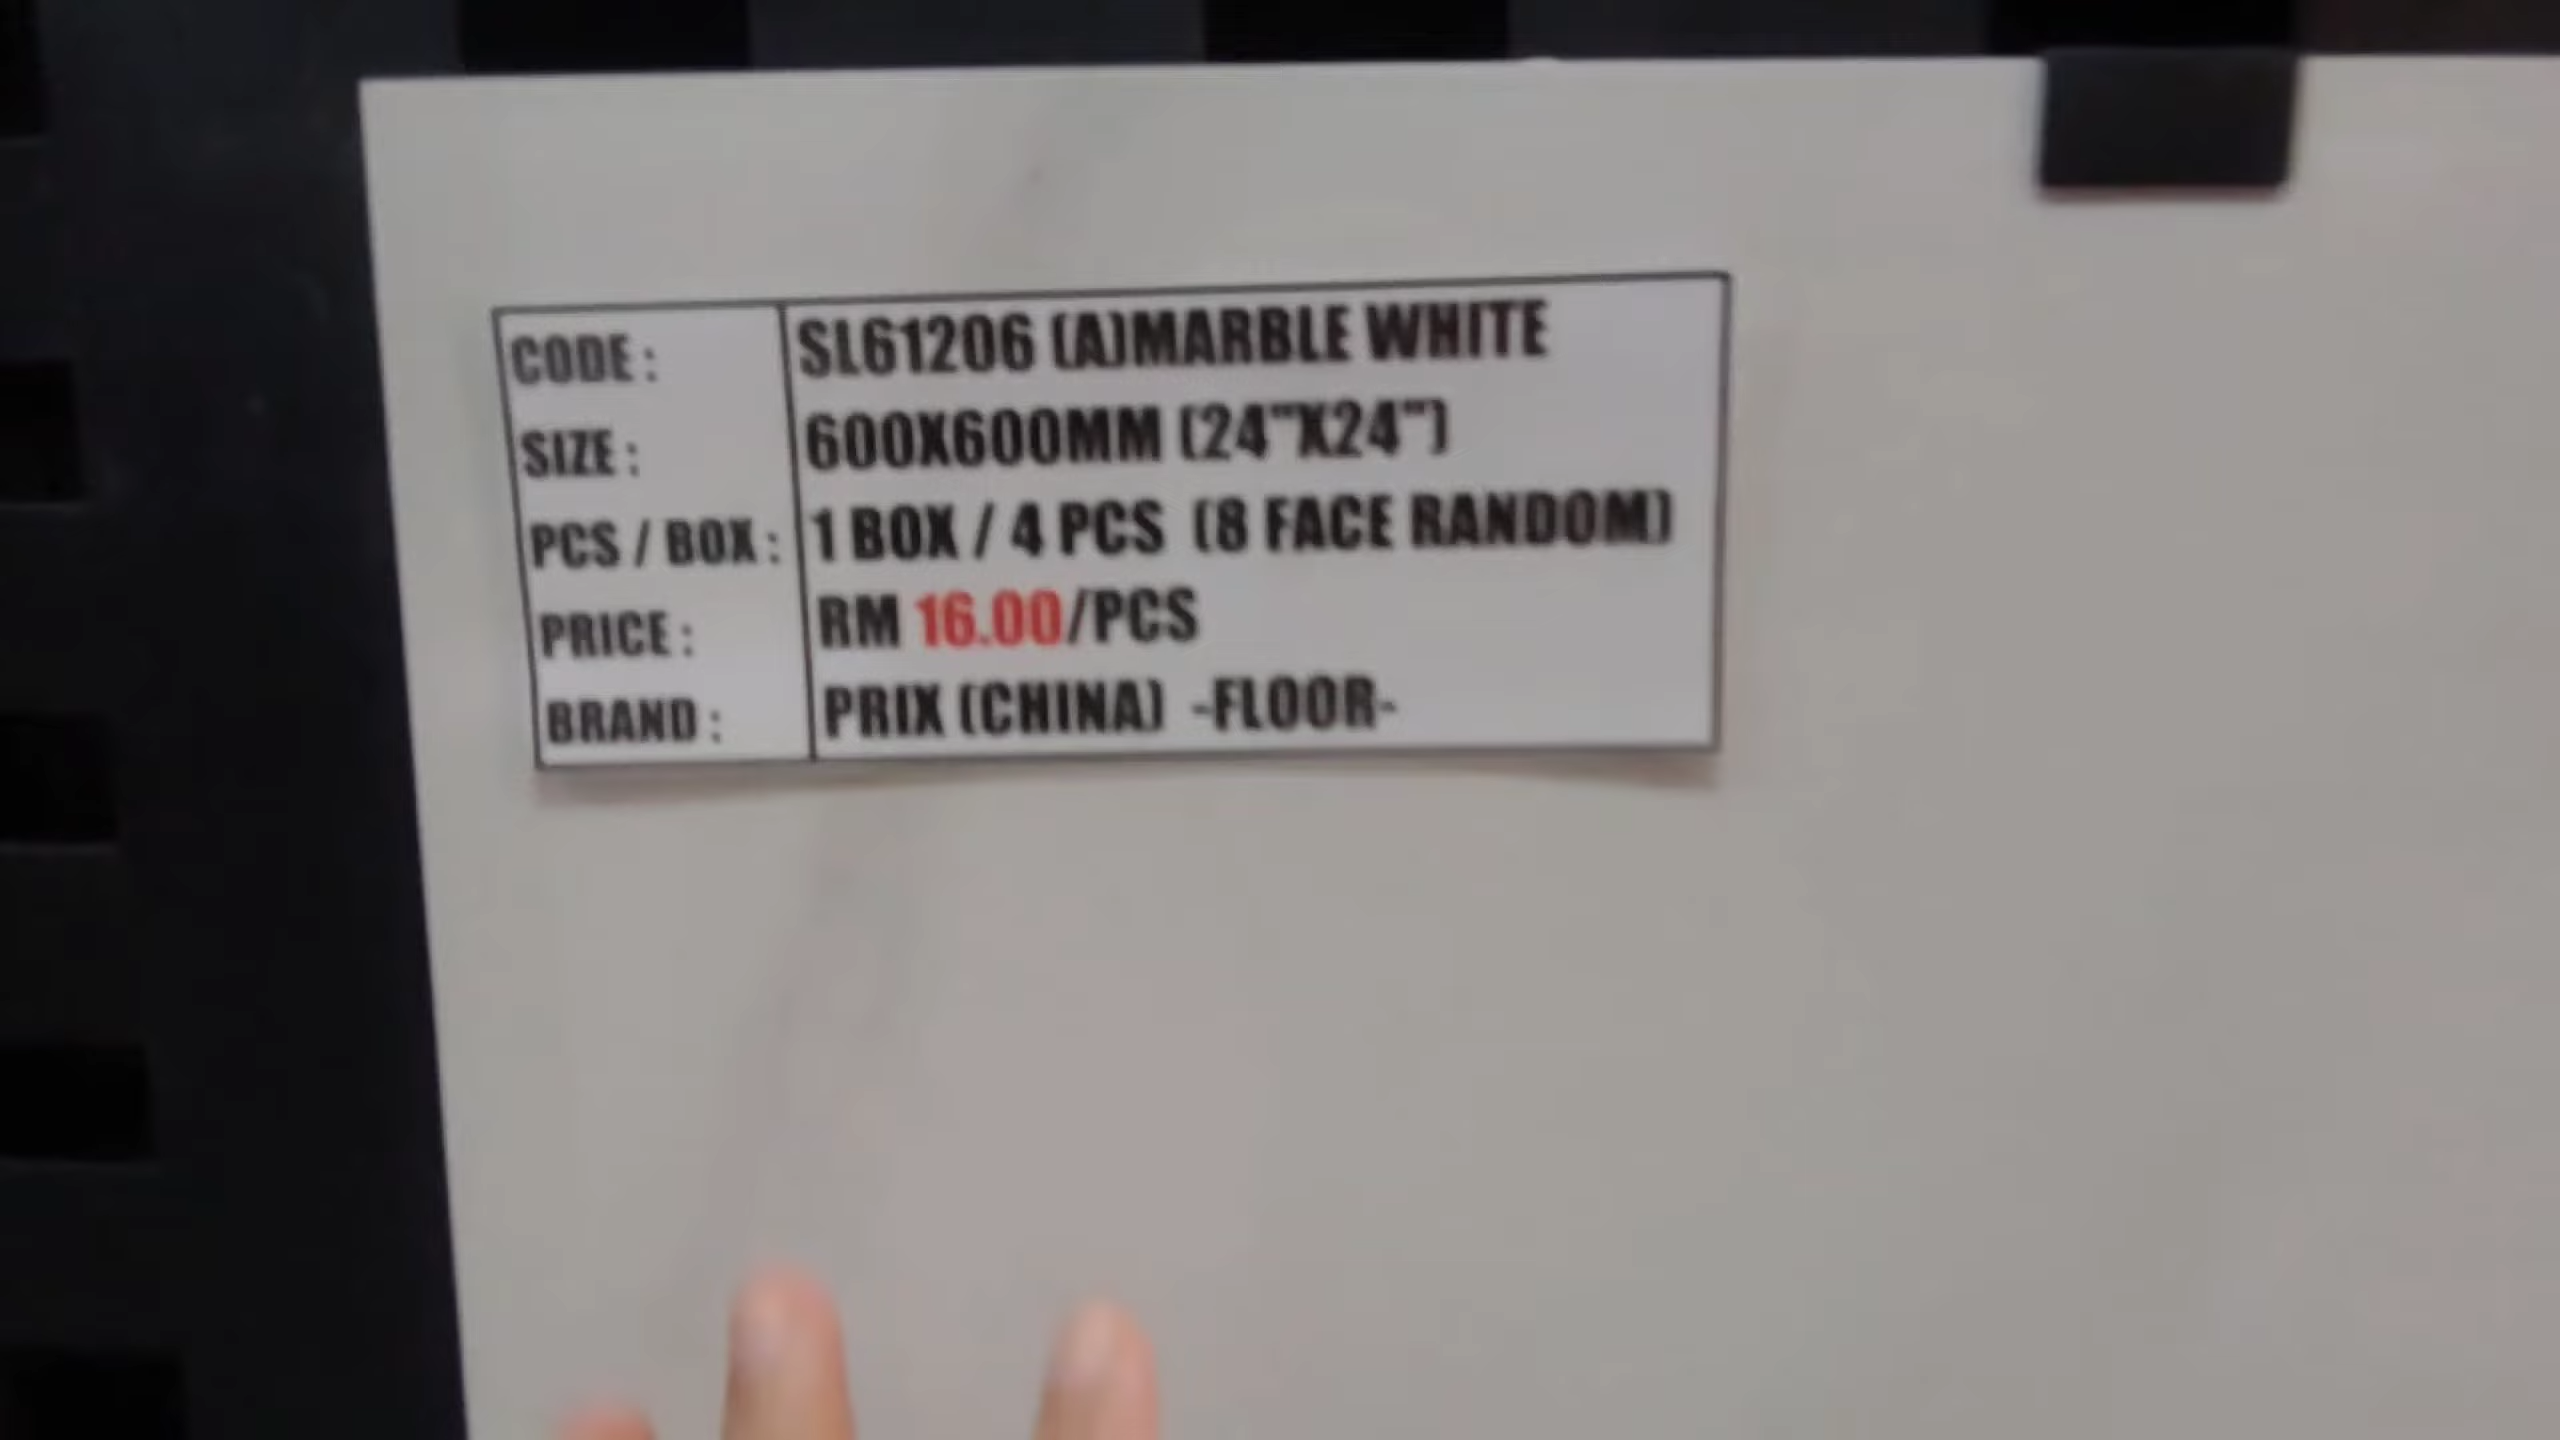 CODE : SL61206 (A)MARBLE WHITE
SIZE : 600X600MM (24"X24")
PCS / BOX : 1 BOX / 4 PCS (8 FACE RANDOM)
PRICE : RM 16.00/PCS
BRAND : PRIX (CHINA) -FLOOR-